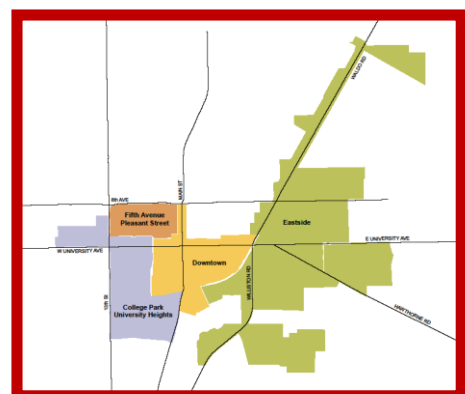 WALDO RD
MAIN ST
8th AVE
Fifth Avenue
Pleasant Street
Eastside
W UNIVERSITY AVE
E UNIVERSITY AVE
Downtown
WILLISTON RD
13th St
College Park
University Heights
HAWTHORNE RD